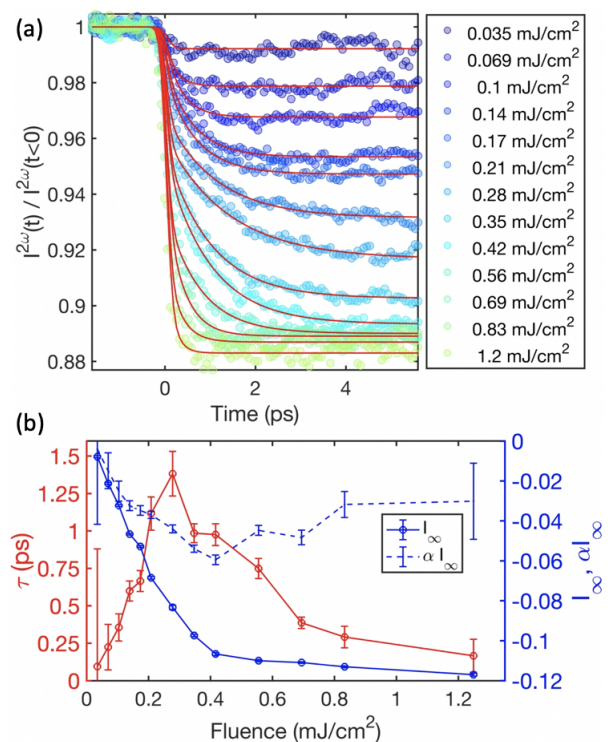 (a)
1
0.98
0.96
0.94
0.92
0.9
0.88
I^2ω(t) / I^2ω(t<0)
0
2
4
Time (ps)
0.035 mJ/cm²
0.069 mJ/cm²
0.1 mJ/cm²
0.14 mJ/cm²
0.17 mJ/cm²
0.21 mJ/cm²
0.28 mJ/cm²
0.35 mJ/cm²
0.42 mJ/cm²
0.56 mJ/cm²
0.69 mJ/cm²
0.83 mJ/cm²
1.2 mJ/cm²
(b)
1.5
1.25
1
0.75
0.5
0.25
0
τ (ps)
I∞
α I∞
0
-0.02
-0.04
-0.06
-0.08
-0.1
-0.12
I∞, αI∞
0
0.2
0.4
0.6
0.8
1
1.2
Fluence (mJ/cm²)